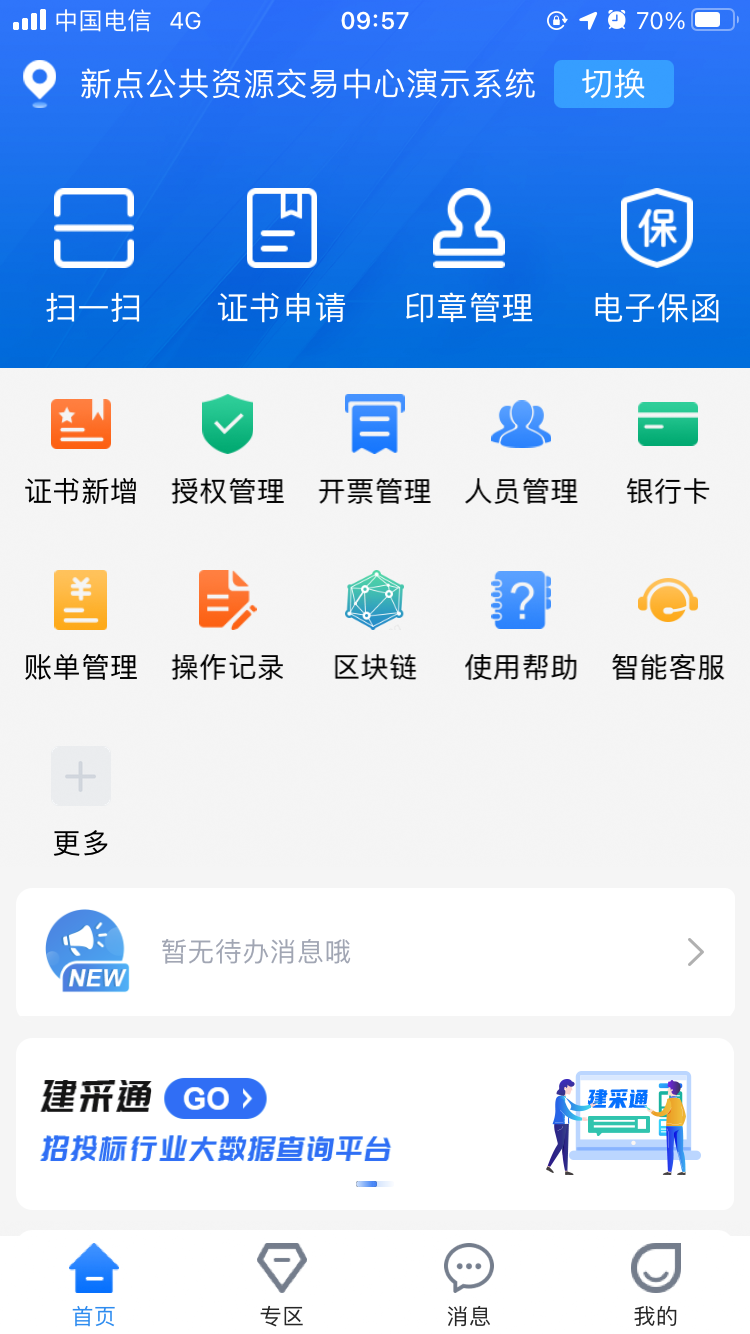 中国电信 4G 09:57 70%
新点公共资源交易中心演示系统 切换
保
扫一扫 证书申请 印章管理 电子保函
证书新增 授权管理 开票管理 人员管理 银行卡
¥ ?
账单管理 操作记录 区块链 使用帮助 智能客服
更多
暂无待办消息哦
NEW
建采通 GO
建采通
招投标行业大数据查询平台
首页 专区 消息 我的